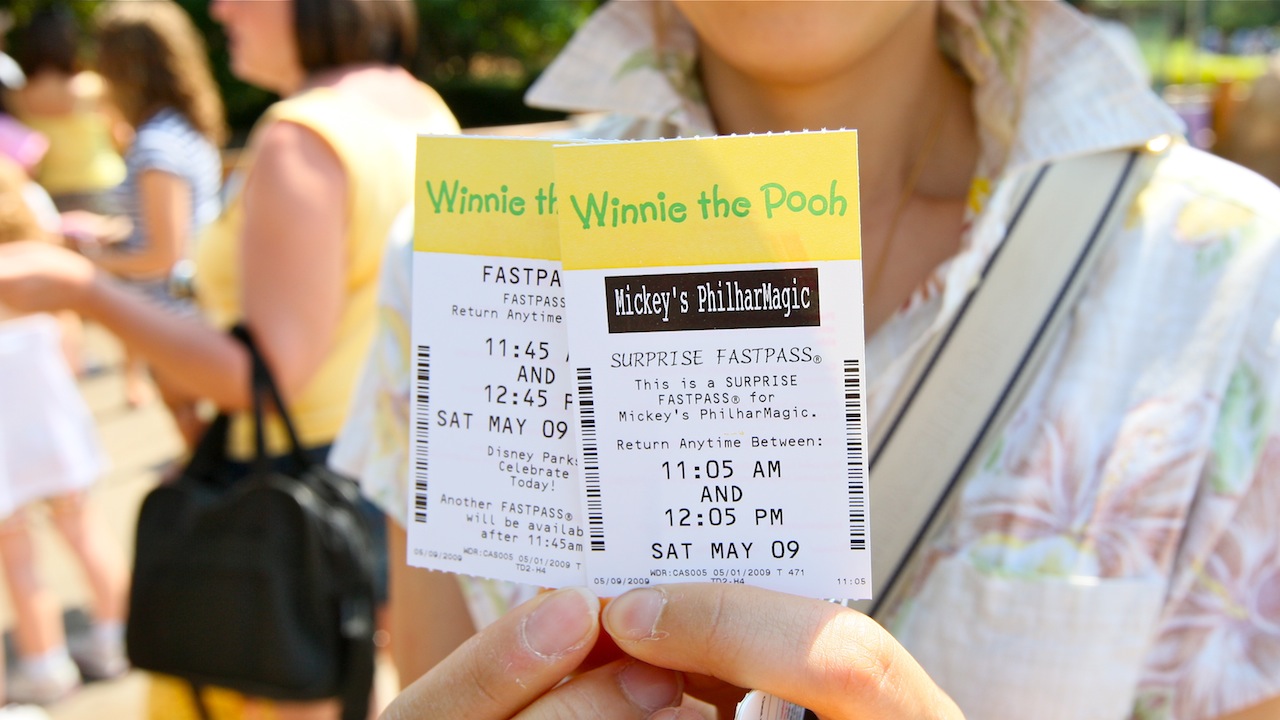 Winnie th
FASTPA
FASTPASS
Return Anytime
11:45
AND
12:45 P
SAT MAY 09
Disney Parks
Celebrate
Today!
Another FASTPASS®
will be availab
after 11:45am
05/09/2009 WDR:CAS005 05/01/2009 T
TD2-H4
Winnie the Pooh
Mickey's PhilharMagic
SURPRISE FASTPASS®
This is a SURPRISE
FASTPASS® for
Mickey's PhilharMagic.
Return Anytime Between:
11:05 AM
AND
12:05 PM
SAT MAY 09
WDR:CAS005 05/01/2009 T 471
05/09/2009 TD2-H4 11:05